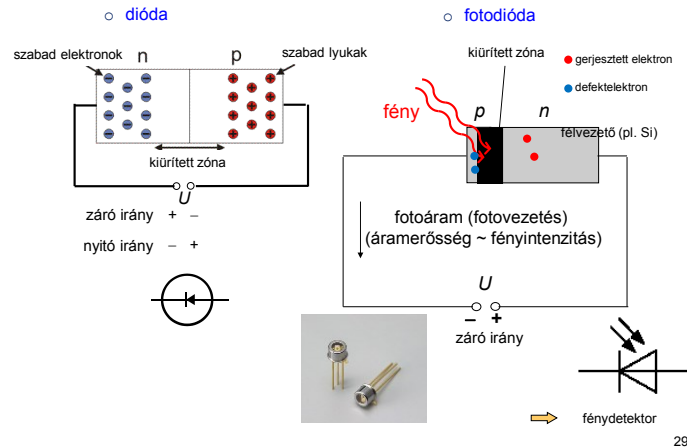 ○ dióda
szabad elektronok
n
p
szabad lyukak
kiürített zóna
U
záró irány + –
nyitó irány – +
○ fotodióda
kiürített zóna
gerjesztett elektron
defektelektron
fény
p
n
félvezető (pl. Si)
fotoáram (fotovezetés)
(áramerősség ~ fényintenzitás)
U
– +
záró irány
fénydetektor
29